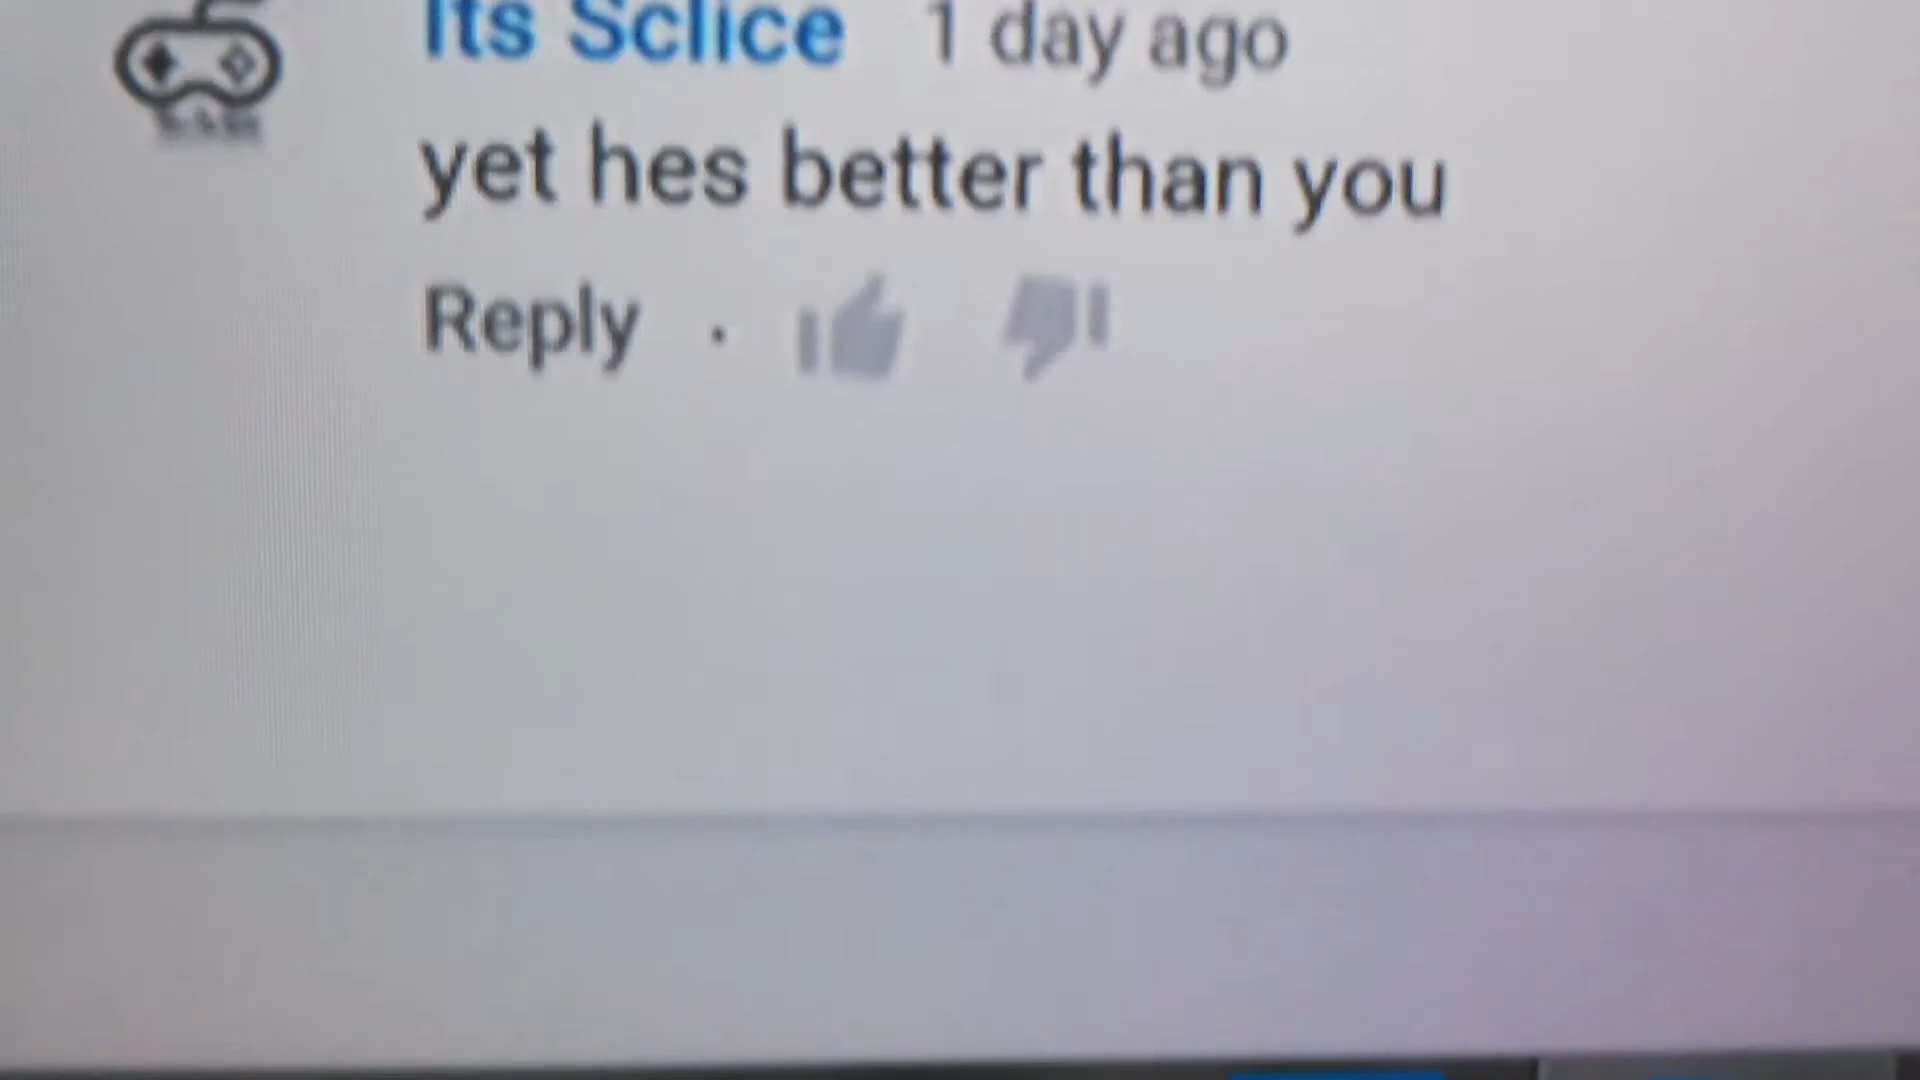 Its Sclice 1 day ago
yet hes better than you
Reply ·